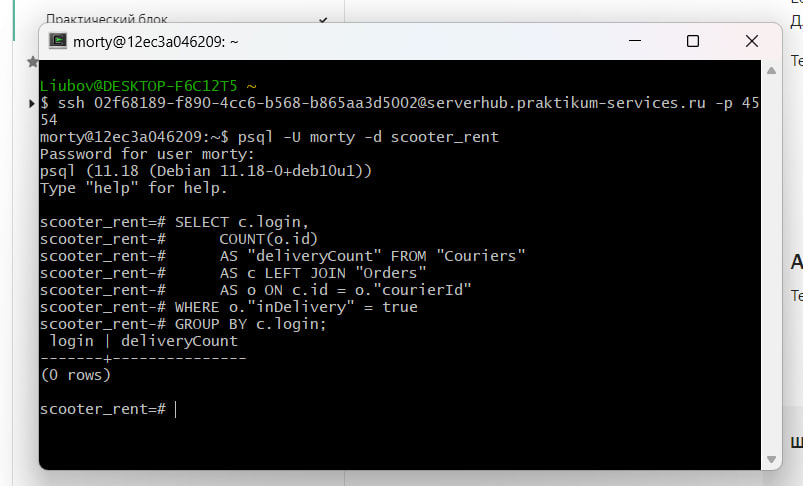 Практический блок
morty@12ec3a046209: ~
Liubov@DESKTOP-F6C12T5 ~
$ ssh 02f68189-f890-4cc6-b568-b865aa3d5002@serverhub.praktikum-services.ru -p 45
54
morty@12ec3a046209:~$ psql -U morty -d scooter_rent
Password for user morty:
psql (11.18 (Debian 11.18-0+deb10u1))
Type "help" for help.
scooter_rent=# SELECT c.login,
scooter_rent-#      COUNT(o.id)
scooter_rent-#      AS "deliveryCount" FROM "Couriers"
scooter_rent-#      AS c LEFT JOIN "Orders"
scooter_rent-#      AS o ON c.id = o."courierId"
scooter_rent-# WHERE o."inDelivery" = true
scooter_rent-# GROUP BY c.login;
 login | deliveryCount
-------+---------------
(0 rows)
scooter_rent=#